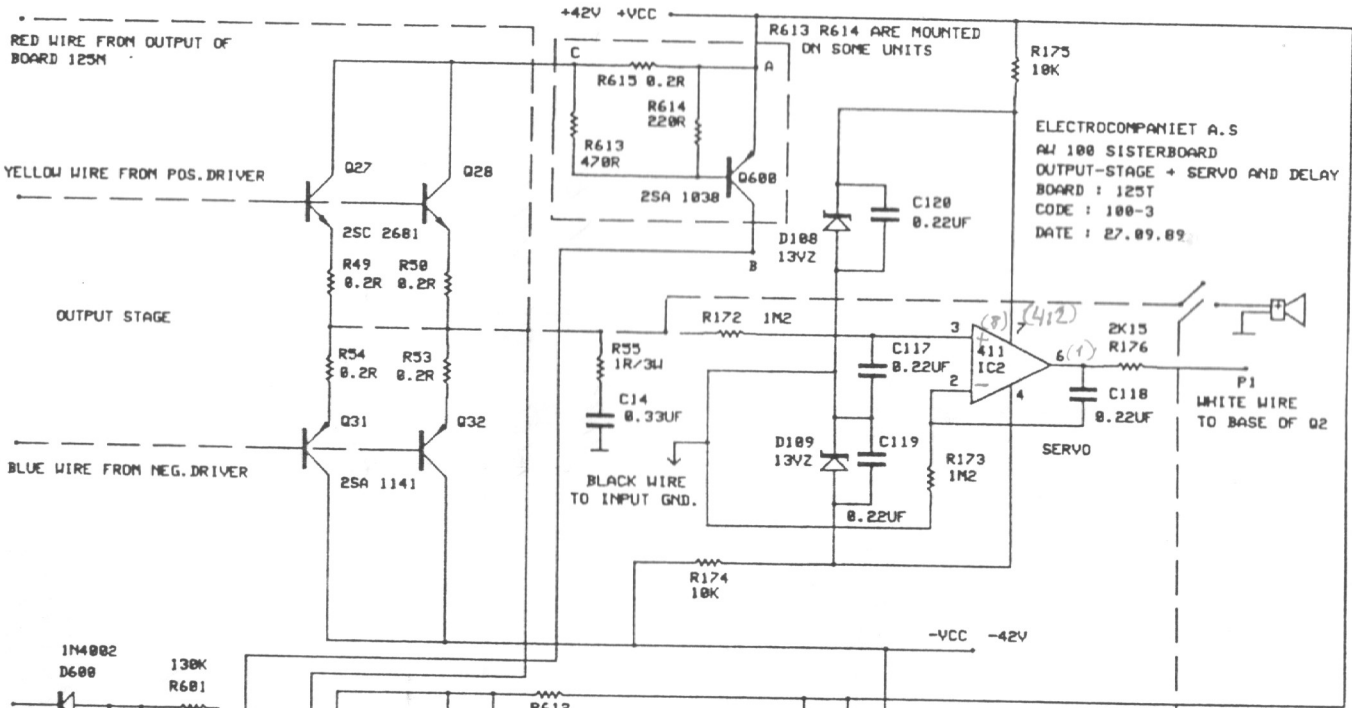 +42V +VCC
RED WIRE FROM OUTPUT OF
BOARD 125M
R613 R614 ARE MOUNTED
ON SOME UNITS
C
A
R615 0.2R
R614
220R
R613
470R
Q600
2SA 1038
B
R175
10K
ELECTROCOMPANIET A.S
AW 100 SISTERBOARD
OUTPUT-STAGE + SERVO AND DELAY
BOARD : 125T
CODE : 100-3
DATE : 27.09.89
YELLOW WIRE FROM POS.DRIVER
Q27
Q28
2SC 2681
R49
0.2R
R50
0.2R
D108
13VZ
C120
0.22UF
OUTPUT STAGE
R172 1M2
R54
0.2R
R53
0.2R
R55
1R/3W
C14
0.33UF
C117
0.22UF
3
2
(8)
7
(412)
+
-
411
IC2
4
6
(1)
2K15
R176
C118
0.22UF
P1
WHITE WIRE
TO BASE OF Q2
SERVO
Q31
Q32
BLUE WIRE FROM NEG.DRIVER
2SA 1141
BLACK WIRE
TO INPUT GND.
D109
13VZ
C119
0.22UF
R173
1M2
R174
10K
-VCC -42V
1N4002
D600
130K
R601
R612